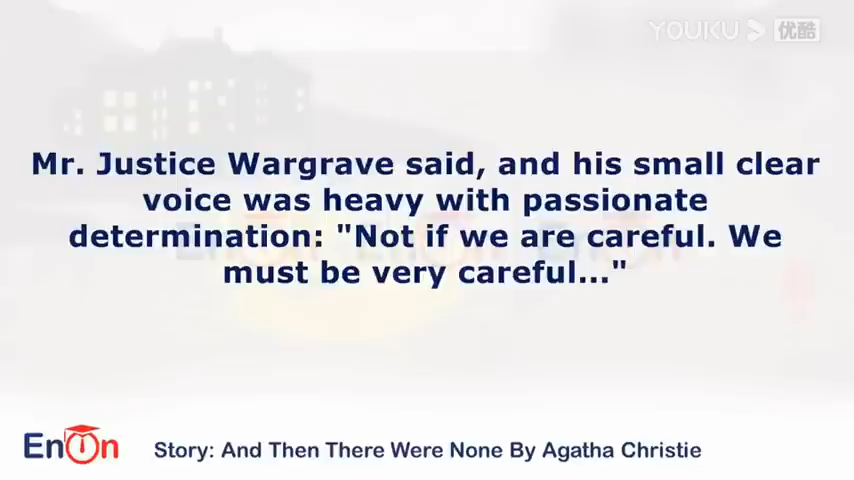 YOUKU 优酷
Mr. Justice Wargrave said, and his small clear
voice was heavy with passionate
determination: "Not if we are careful. We
must be very careful..."
EnOn
Story: And Then There Were None By Agatha Christie